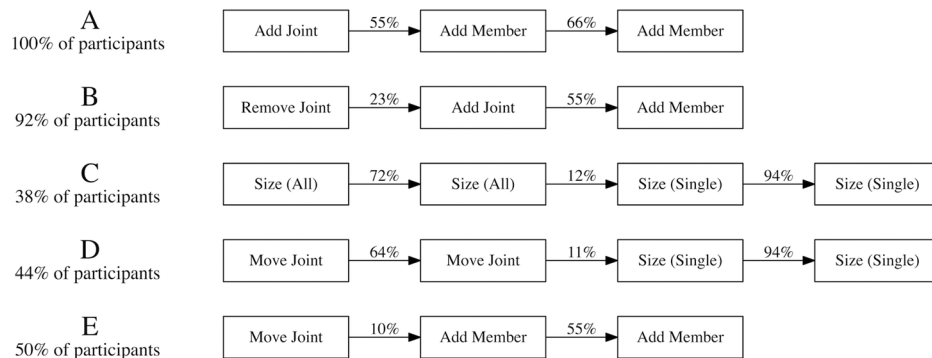 A
100% of participants
Add Joint 55% Add Member 66% Add Member
B
92% of participants
Remove Joint 23% Add Joint 55% Add Member
C
38% of participants
Size (All) 72% Size (All) 12% Size (Single) 94% Size (Single)
D
44% of participants
Move Joint 64% Move Joint 11% Size (Single) 94% Size (Single)
E
50% of participants
Move Joint 10% Add Member 55% Add Member